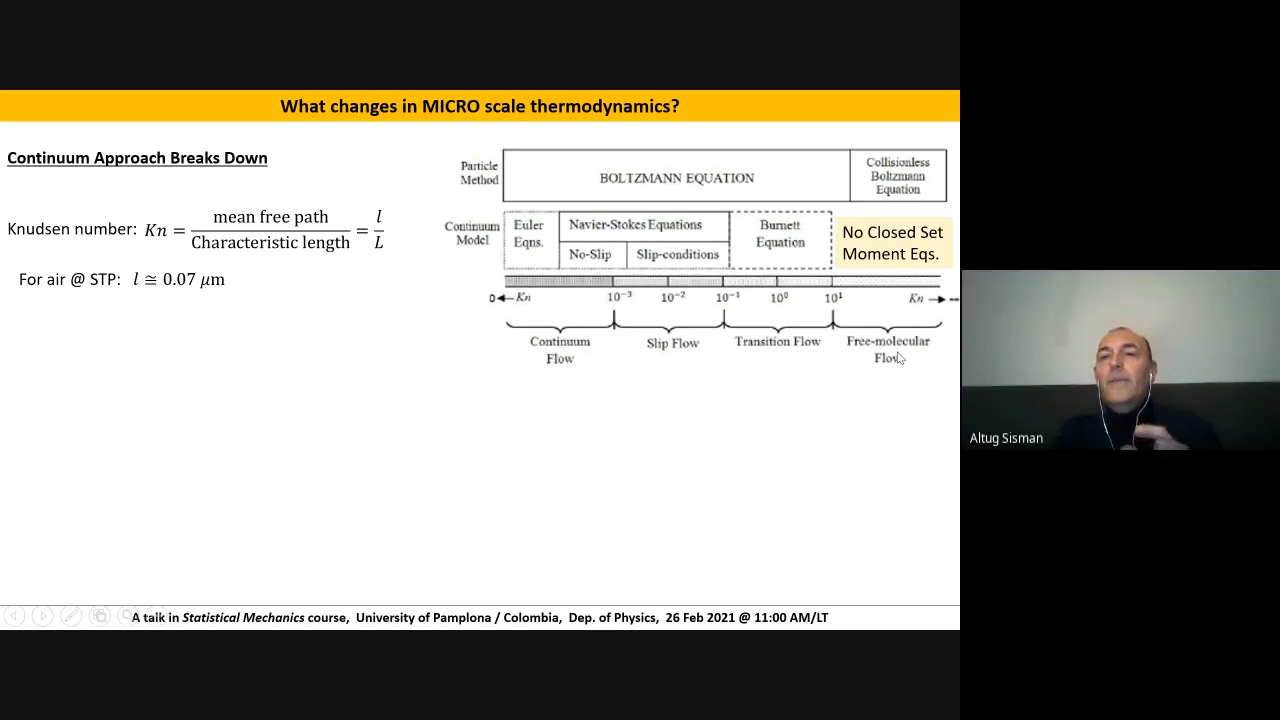 What changes in MICRO scale thermodynamics?
Continuum Approach Breaks Down
Knudsen number: Kn = mean free path / Characteristic length = l / L
For air @ STP: l ≅ 0.07 μm
Particle
Method
BOLTZMANN EQUATION
Collisionless
Boltzmann
Equation
Continuum
Model
Euler
Eqns.
Navier-Stokes Equations
No-Slip
Slip-conditions
Burnett
Equation
No Closed Set
Moment Eqs.
0 ← Kn
10⁻³
10⁻²
10⁻¹
10⁰
10¹
Kn →
Continuum
Flow
Slip Flow
Transition Flow
Free-molecular
Flow
Altug Sisman
A talk in Statistical Mechanics course, University of Pamplona / Colombia, Dep. of Physics, 26 Feb 2021 @ 11:00 AM/LT